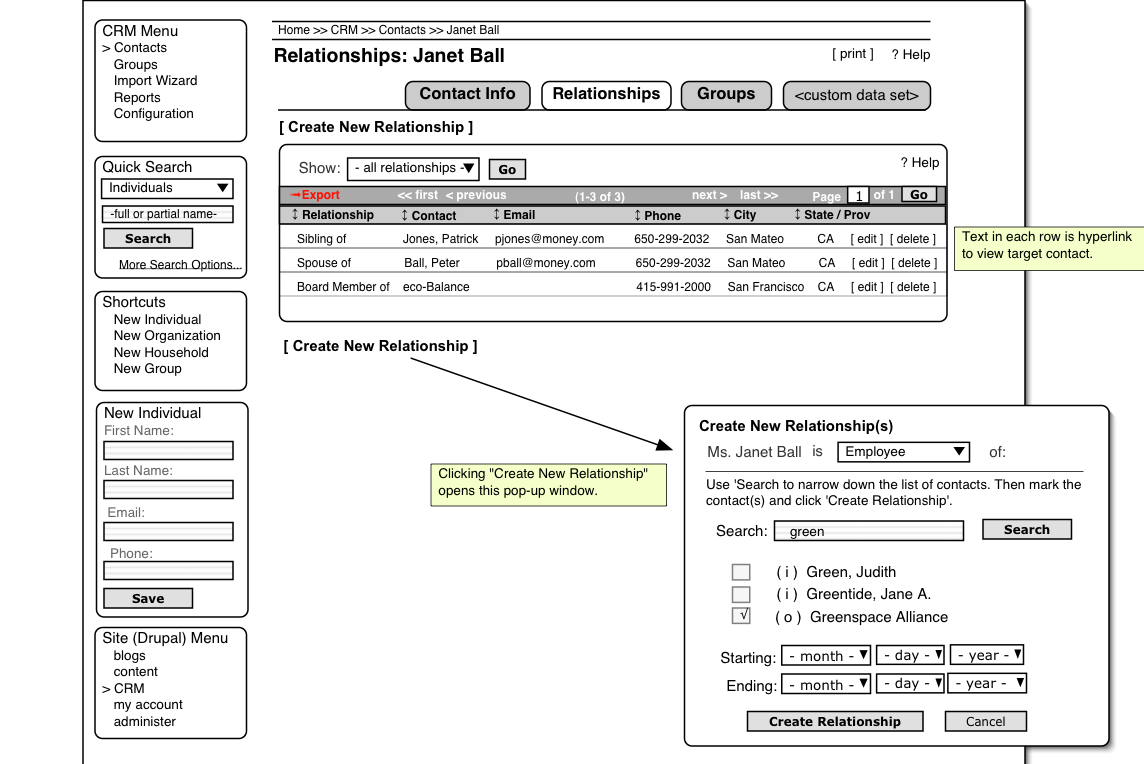 CRM Menu
> Contacts
Groups
Import Wizard
Reports
Configuration
Quick Search
Individuals
-full or partial name-
Search
More Search Options...
Shortcuts
New Individual
New Organization
New Household
New Group
New Individual
First Name:
Last Name:
Email:
Phone:
Save
Site (Drupal) Menu
blogs
content
> CRM
my account
administer
Home >> CRM >> Contacts >> Janet Ball
Relationships: Janet Ball
[ print ] ? Help
Contact Info Relationships Groups <custom data set>
[ Create New Relationship ]
Show: - all relationships - Go ? Help
→Export << first < previous (1-3 of 3) next > last >> Page 1 of 1 Go
↕ Relationship ↕ Contact ↕ Email ↕ Phone ↕ City ↕ State / Prov
Sibling of Jones, Patrick pjones@money.com 650-299-2032 San Mateo CA [ edit ] [ delete ]
Spouse of Ball, Peter pball@money.com 650-299-2032 San Mateo CA [ edit ] [ delete ]
Board Member of eco-Balance 415-991-2000 San Francisco CA [ edit ] [ delete ]
Text in each row is hyperlink
to view target contact.
[ Create New Relationship ]
Clicking "Create New Relationship"
opens this pop-up window.
Create New Relationship(s)
Ms. Janet Ball is Employee of:
Use 'Search to narrow down the list of contacts. Then mark the
contact(s) and click 'Create Relationship'.
Search: green Search
( i ) Green, Judith
( i ) Greentide, Jane A.
√ ( o ) Greenspace Alliance
Starting: - month - - day - - year -
Ending: - month - - day - - year -
Create Relationship Cancel